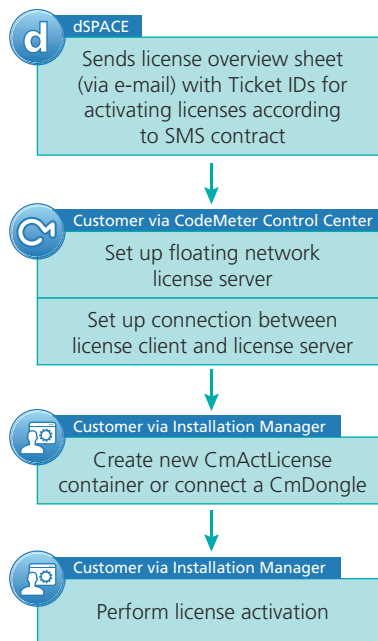 d
dSPACE
Sends license overview sheet
(via e-mail) with Ticket IDs for
activating licenses according
to SMS contract
Customer via CodeMeter Control Center
Set up floating network
license server
Set up connection between
license client and license server
Customer via Installation Manager
Create new CmActLicense
container or connect a CmDongle
Customer via Installation Manager
Perform license activation